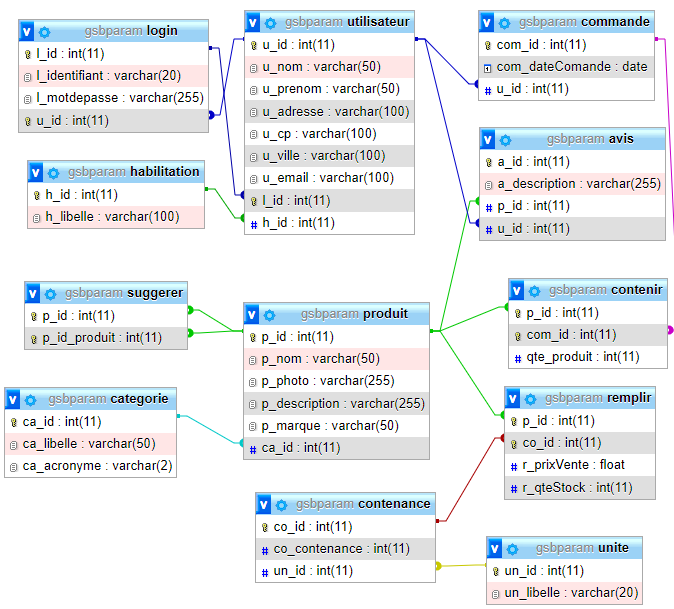 gsbparam login
l_id : int(11)
l_identifiant : varchar(20)
l_motdepasse : varchar(255)
u_id : int(11)
gsbparam utilisateur
u_id : int(11)
u_nom : varchar(50)
u_prenom : varchar(50)
u_adresse : varchar(100)
u_cp : varchar(100)
u_ville : varchar(100)
u_email : varchar(100)
l_id : int(11)
# h_id : int(11)
gsbparam commande
com_id : int(11)
com_dateComande : date
# u_id : int(11)
gsbparam avis
a_id : int(11)
a_description : varchar(255)
# p_id : int(11)
# u_id : int(11)
gsbparam habilitation
h_id : int(11)
h_libelle : varchar(100)
gsbparam suggerer
p_id : int(11)
p_id_produit : int(11)
gsbparam produit
p_id : int(11)
p_nom : varchar(50)
p_photo : varchar(255)
p_description : varchar(255)
p_marque : varchar(50)
# ca_id : int(11)
gsbparam contenir
p_id : int(11)
com_id : int(11)
# qte_produit : int(11)
gsbparam categorie
ca_id : int(11)
ca_libelle : varchar(50)
ca_acronyme : varchar(2)
gsbparam remplir
p_id : int(11)
co_id : int(11)
# r_prixVente : float
# r_qteStock : int(11)
gsbparam contenance
co_id : int(11)
# co_contenance : int(11)
# un_id : int(11)
gsbparam unite
un_id : int(11)
un_libelle : varchar(20)